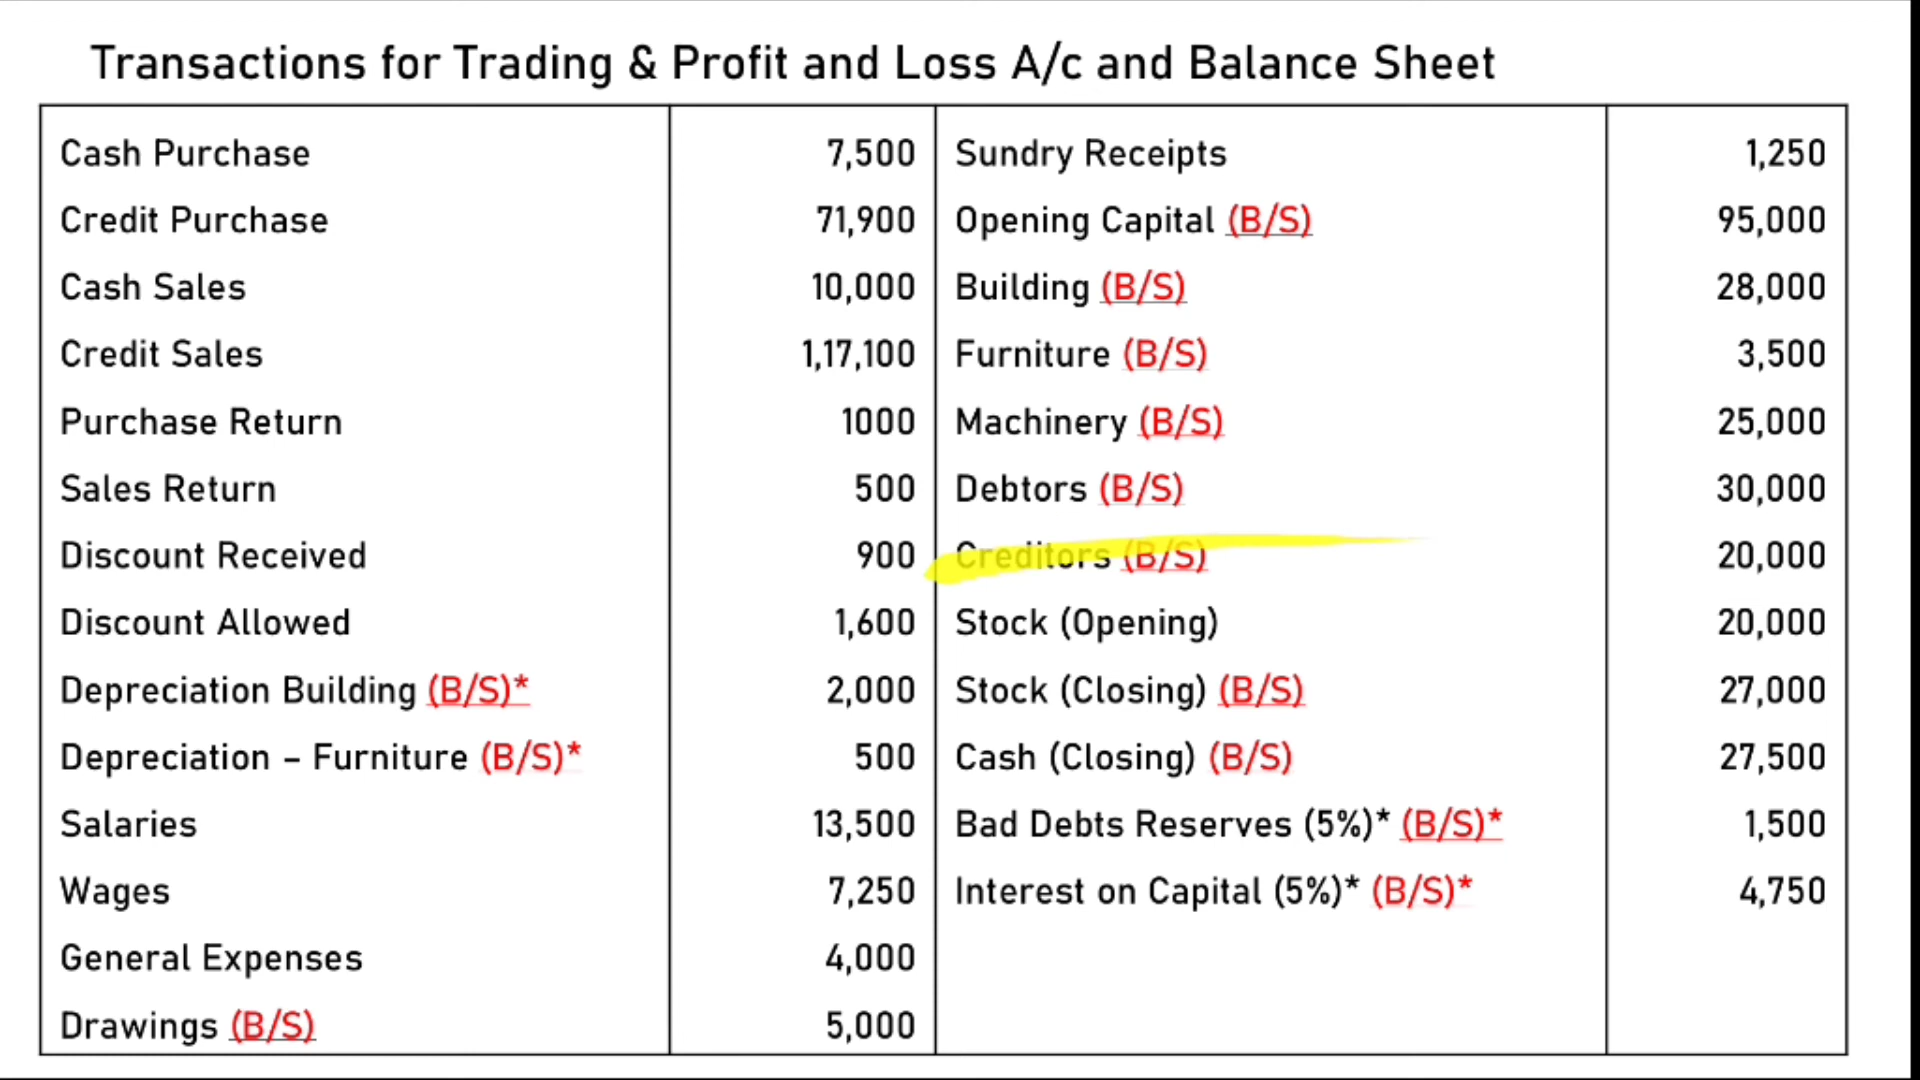 Transactions for Trading & Profit and Loss A/c and Balance Sheet
Cash Purchase 7,500 Sundry Receipts 1,250
Credit Purchase 71,900 Opening Capital (B/S) 95,000
Cash Sales 10,000 Building (B/S) 28,000
Credit Sales 1,17,100 Furniture (B/S) 3,500
Purchase Return 1000 Machinery (B/S) 25,000
Sales Return 500 Debtors (B/S) 30,000
Discount Received 900 Creditors (B/S) 20,000
Discount Allowed 1,600 Stock (Opening) 20,000
Depreciation Building (B/S)* 2,000 Stock (Closing) (B/S) 27,000
Depreciation – Furniture (B/S)* 500 Cash (Closing) (B/S) 27,500
Salaries 13,500 Bad Debts Reserves (5%)* (B/S)* 1,500
Wages 7,250 Interest on Capital (5%)* (B/S)* 4,750
General Expenses 4,000
Drawings (B/S) 5,000